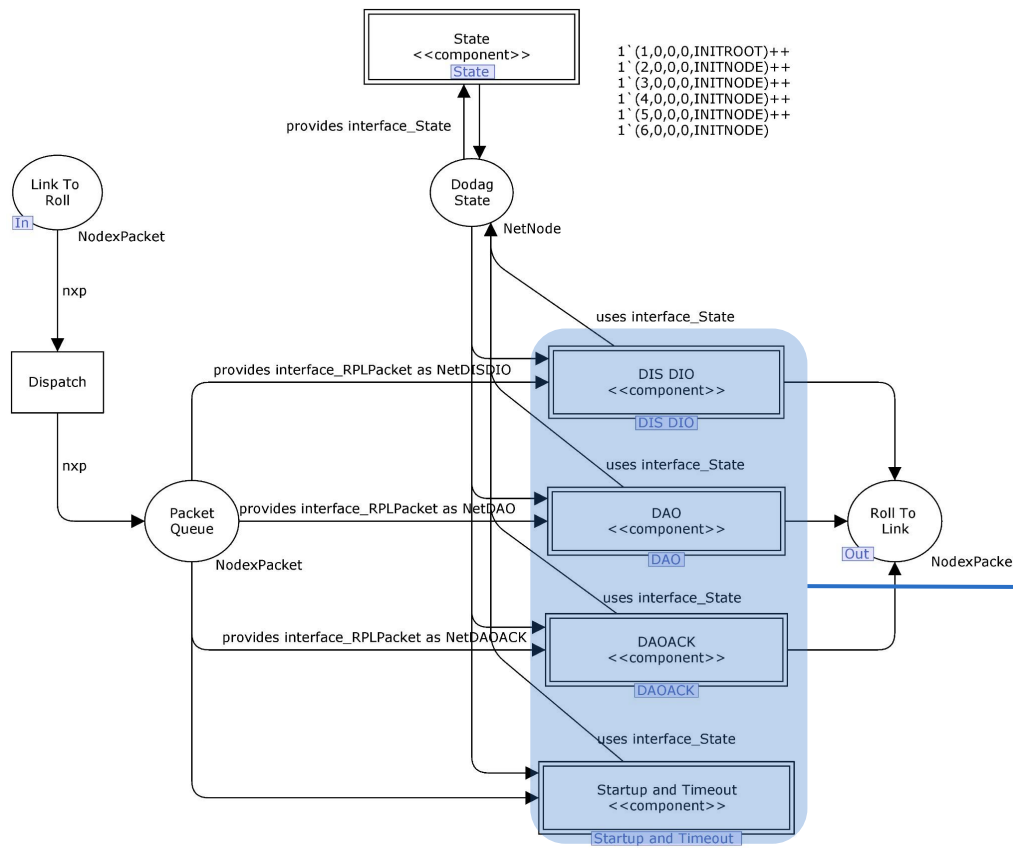 State
<<component>>
State
1`(1,0,0,0,INITROOT)++
1`(2,0,0,0,INITNODE)++
1`(3,0,0,0,INITNODE)++
1`(4,0,0,0,INITNODE)++
1`(5,0,0,0,INITNODE)++
1`(6,0,0,0,INITNODE)
provides interface_State
Link To
Roll
In
NodexPacket
Dodag
State
NetNode
nxp
uses interface_State
Dispatch
provides interface_RPLPacket as NetDISDIO
DIS DIO
<<component>>
DIS DIO
nxp
uses interface_State
Packet
Queue
NodexPacket
provides interface_RPLPacket as NetDAO
DAO
<<component>>
DAO
Roll To
Link
Out
NodexPacke
uses interface_State
provides interface_RPLPacket as NetDAOACK
DAOACK
<<component>>
DAOACK
uses interface_State
Startup and Timeout
<<component>>
Startup and Timeout